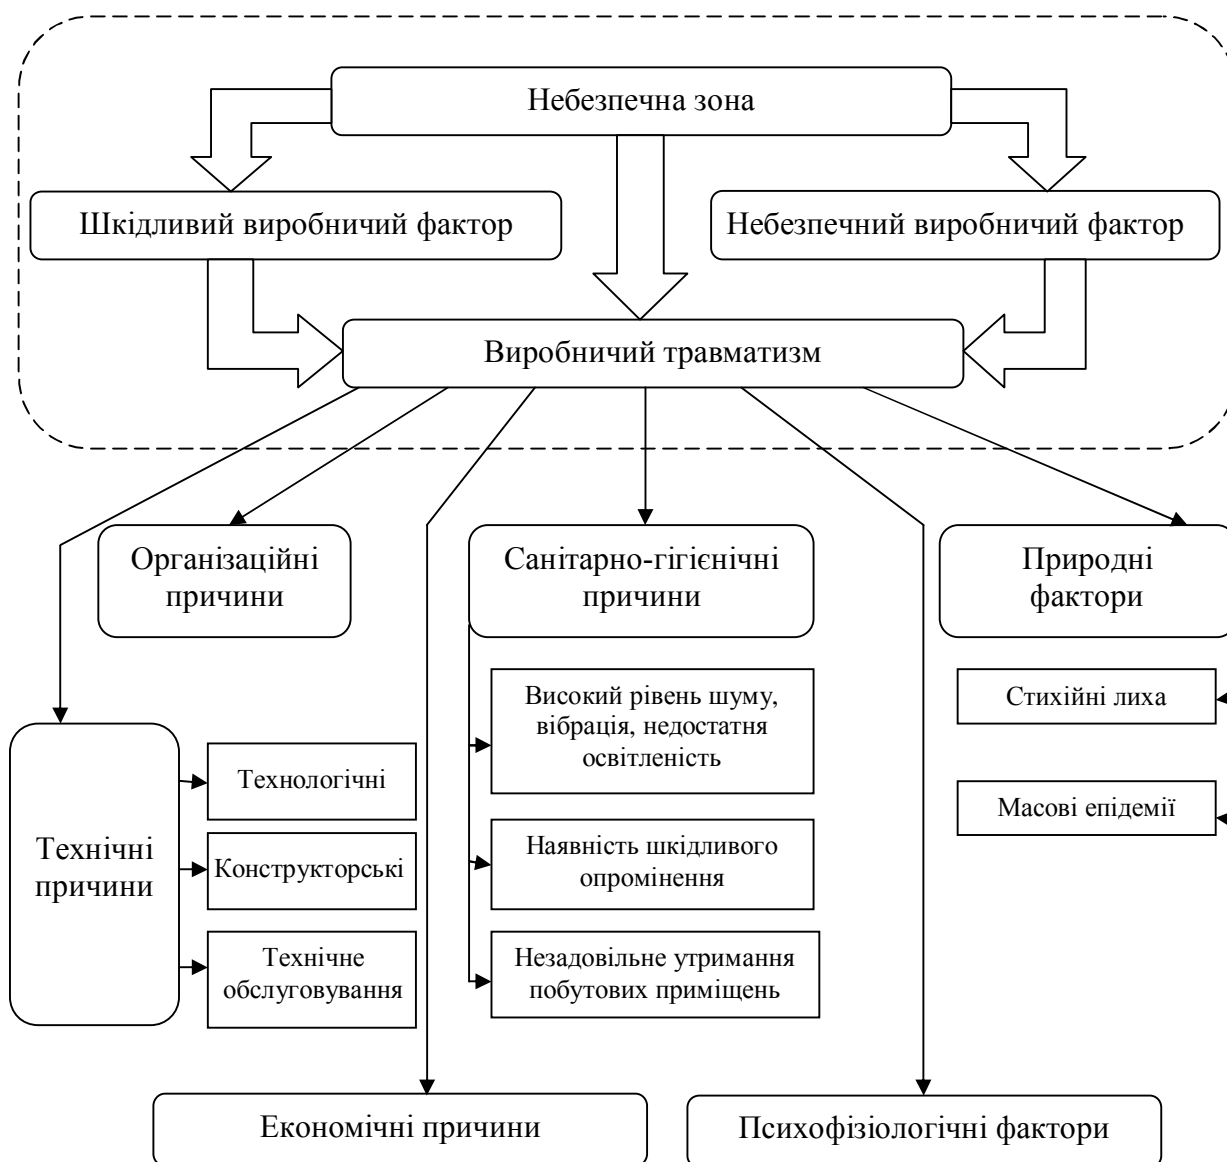 Небезпечна зона
Шкідливий виробничий фактор
Небезпечний виробничий фактор
Виробничий травматизм
Організаційні
причини
Санітарно-гігієнічні
причини
Природні
фактори
Високий рівень шуму,
вібрація, недостатня
освітленість
Стихійні лиха
Технологічні
Масові епідемії
Технічні
причини
Конструкторські
Наявність шкідливого
опромінення
Технічне
обслуговування
Незадовільне утримання
побутових приміщень
Економічні причини
Психофізіологічні фактори